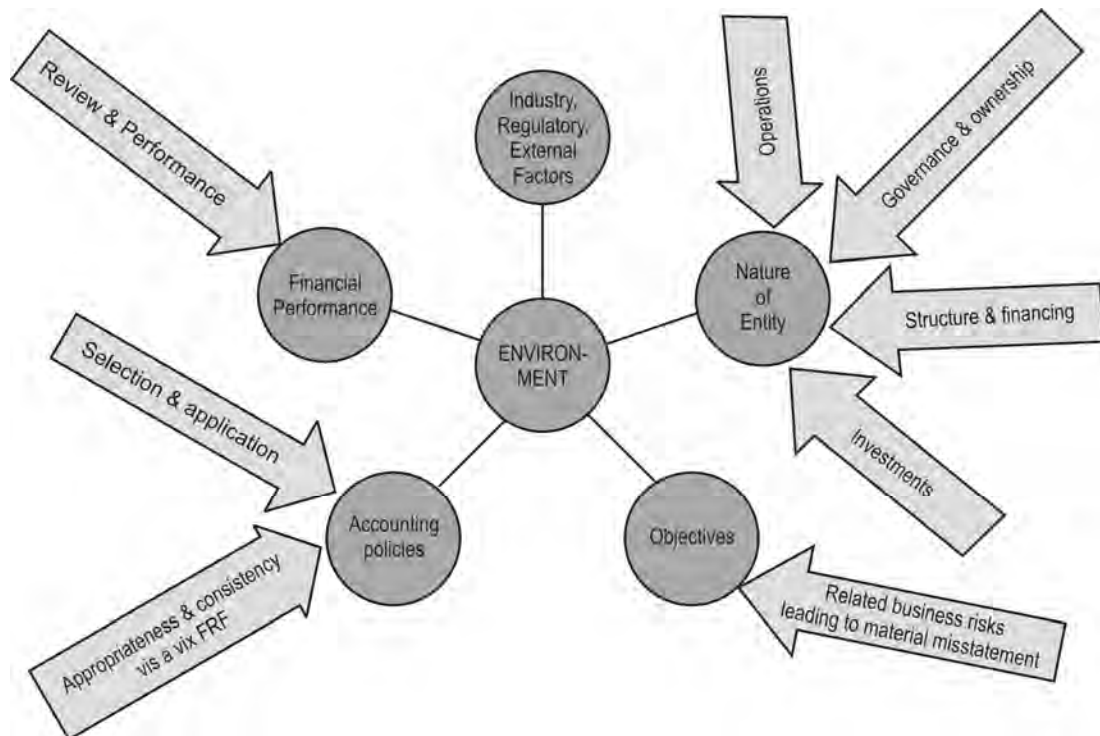 Review & Performance
Industry,
Regulatory,
External
Factors
Operations
Governance & ownership
Financial
Performance
Nature
of
Entity
Structure & financing
ENVIRON-
MENT
Selection & application
Investments
Accounting
policies
Objectives
Appropriateness & consistency
vis a vix FRF
Related business risks
leading to material misstatement